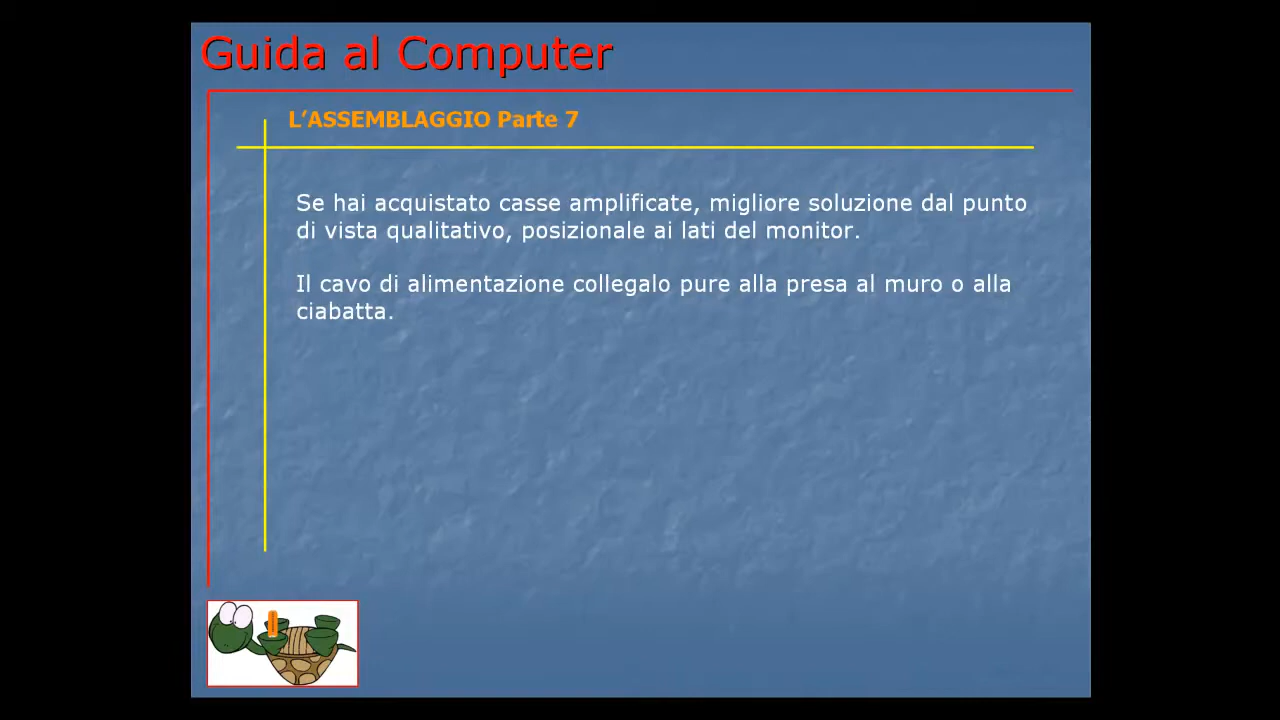 Guida al Computer
L’ASSEMBLAGGIO Parte 7
Se hai acquistato casse amplificate, migliore soluzione dal punto
di vista qualitativo, posizionale ai lati del monitor.
Il cavo di alimentazione collegalo pure alla presa al muro o alla
ciabatta.